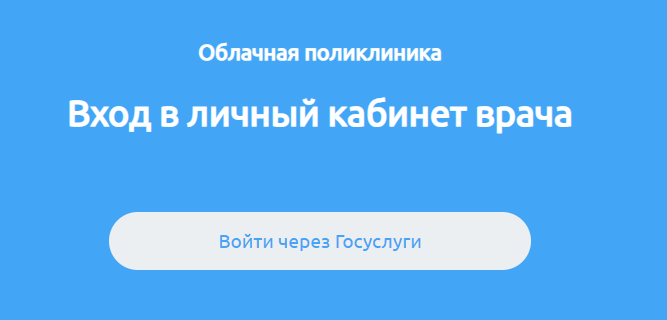 Облачная поликлиника
Вход в личный кабинет врача
Войти через Госуслуги